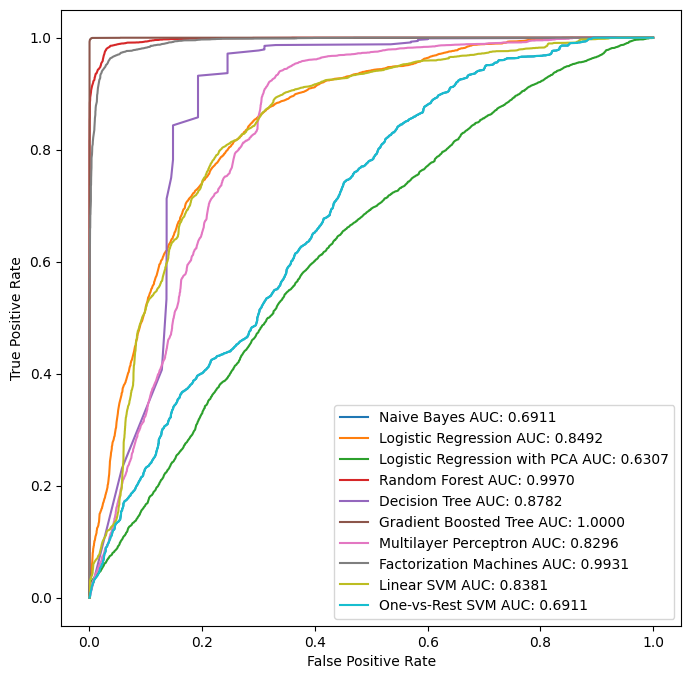 1.0
0.8
0.6
0.4
0.2
0.0
True Positive Rate
Naive Bayes AUC: 0.6911
Logistic Regression AUC: 0.8492
Logistic Regression with PCA AUC: 0.6307
Random Forest AUC: 0.9970
Decision Tree AUC: 0.8782
Gradient Boosted Tree AUC: 1.0000
Multilayer Perceptron AUC: 0.8296
Factorization Machines AUC: 0.9931
Linear SVM AUC: 0.8381
One-vs-Rest SVM AUC: 0.6911
0.0 0.2 0.4 0.6 0.8 1.0
False Positive Rate